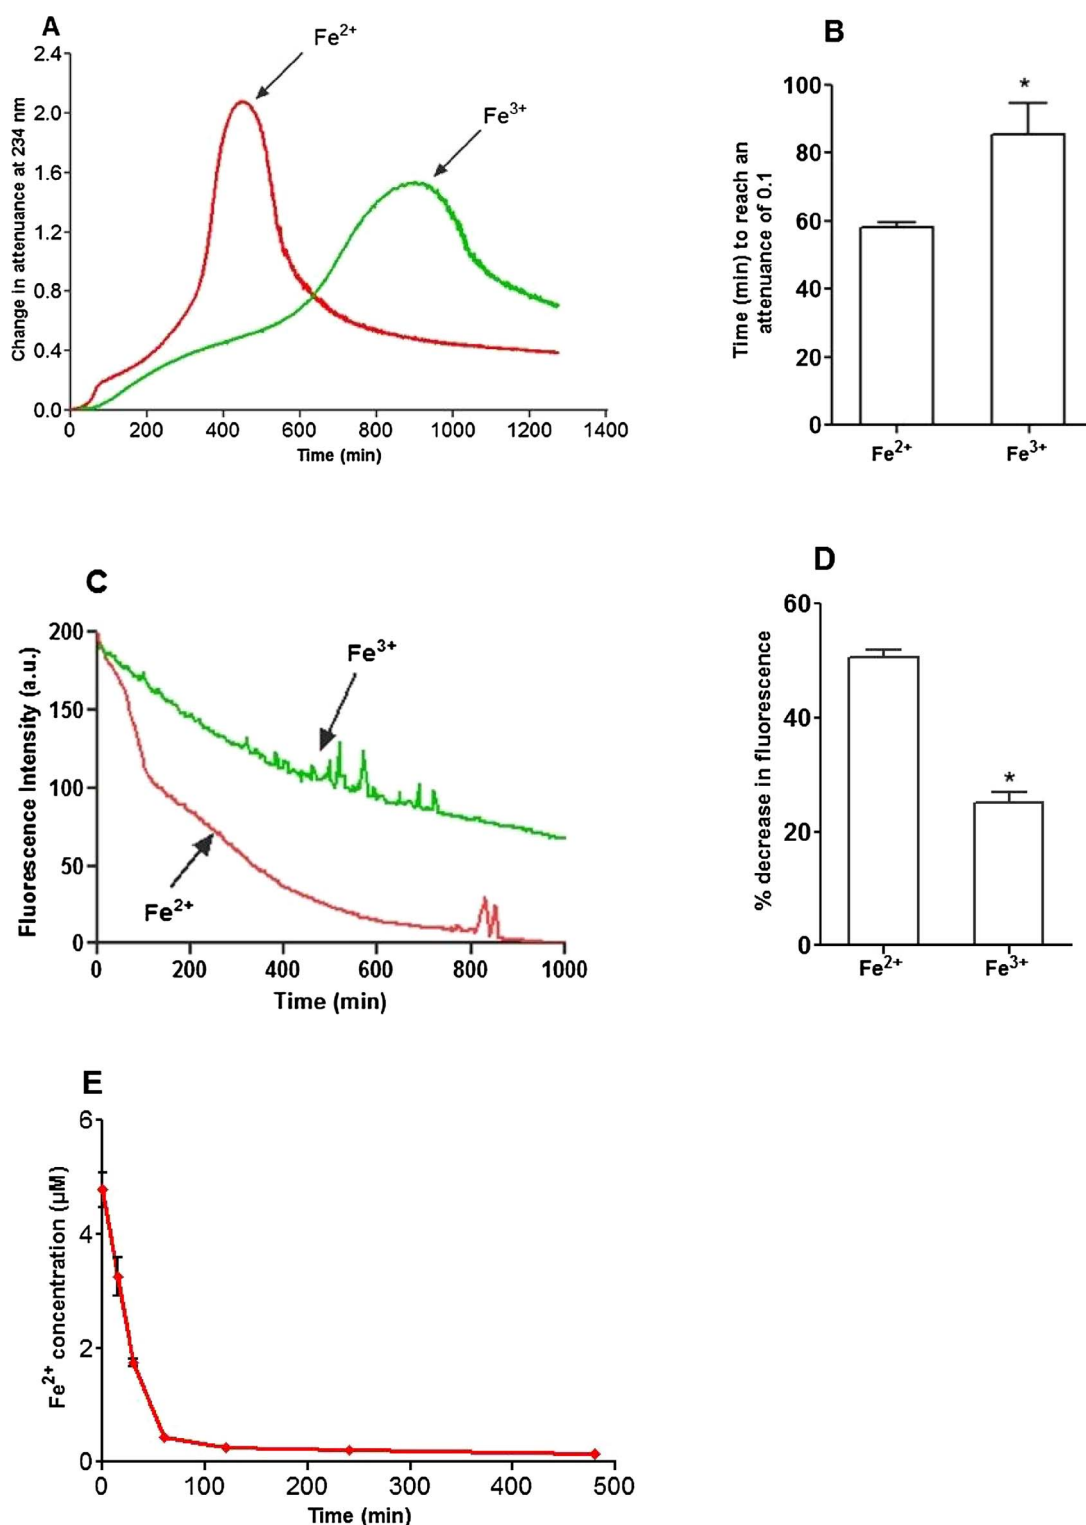 A
Fe2+
Fe3+
Change in attenuance at 234 nm
2.4
2.0
1.6
1.2
0.8
0.4
0.0
0 200 400 600 800 1000 1200 1400
Time (min)
B
Time (min) to reach an
attenuance of 0.1
100
80
60
40
20
0
*
Fe2+ Fe3+
C
Fluorescence Intensity (a.u.)
200
150
100
50
0
Fe3+
Fe2+
0 200 400 600 800 1000
Time (min)
D
% decrease in fluorescence
60
40
20
0
*
Fe2+ Fe3+
E
Fe2+ concentration (µM)
6
4
2
0
0 100 200 300 400 500
Time (min)